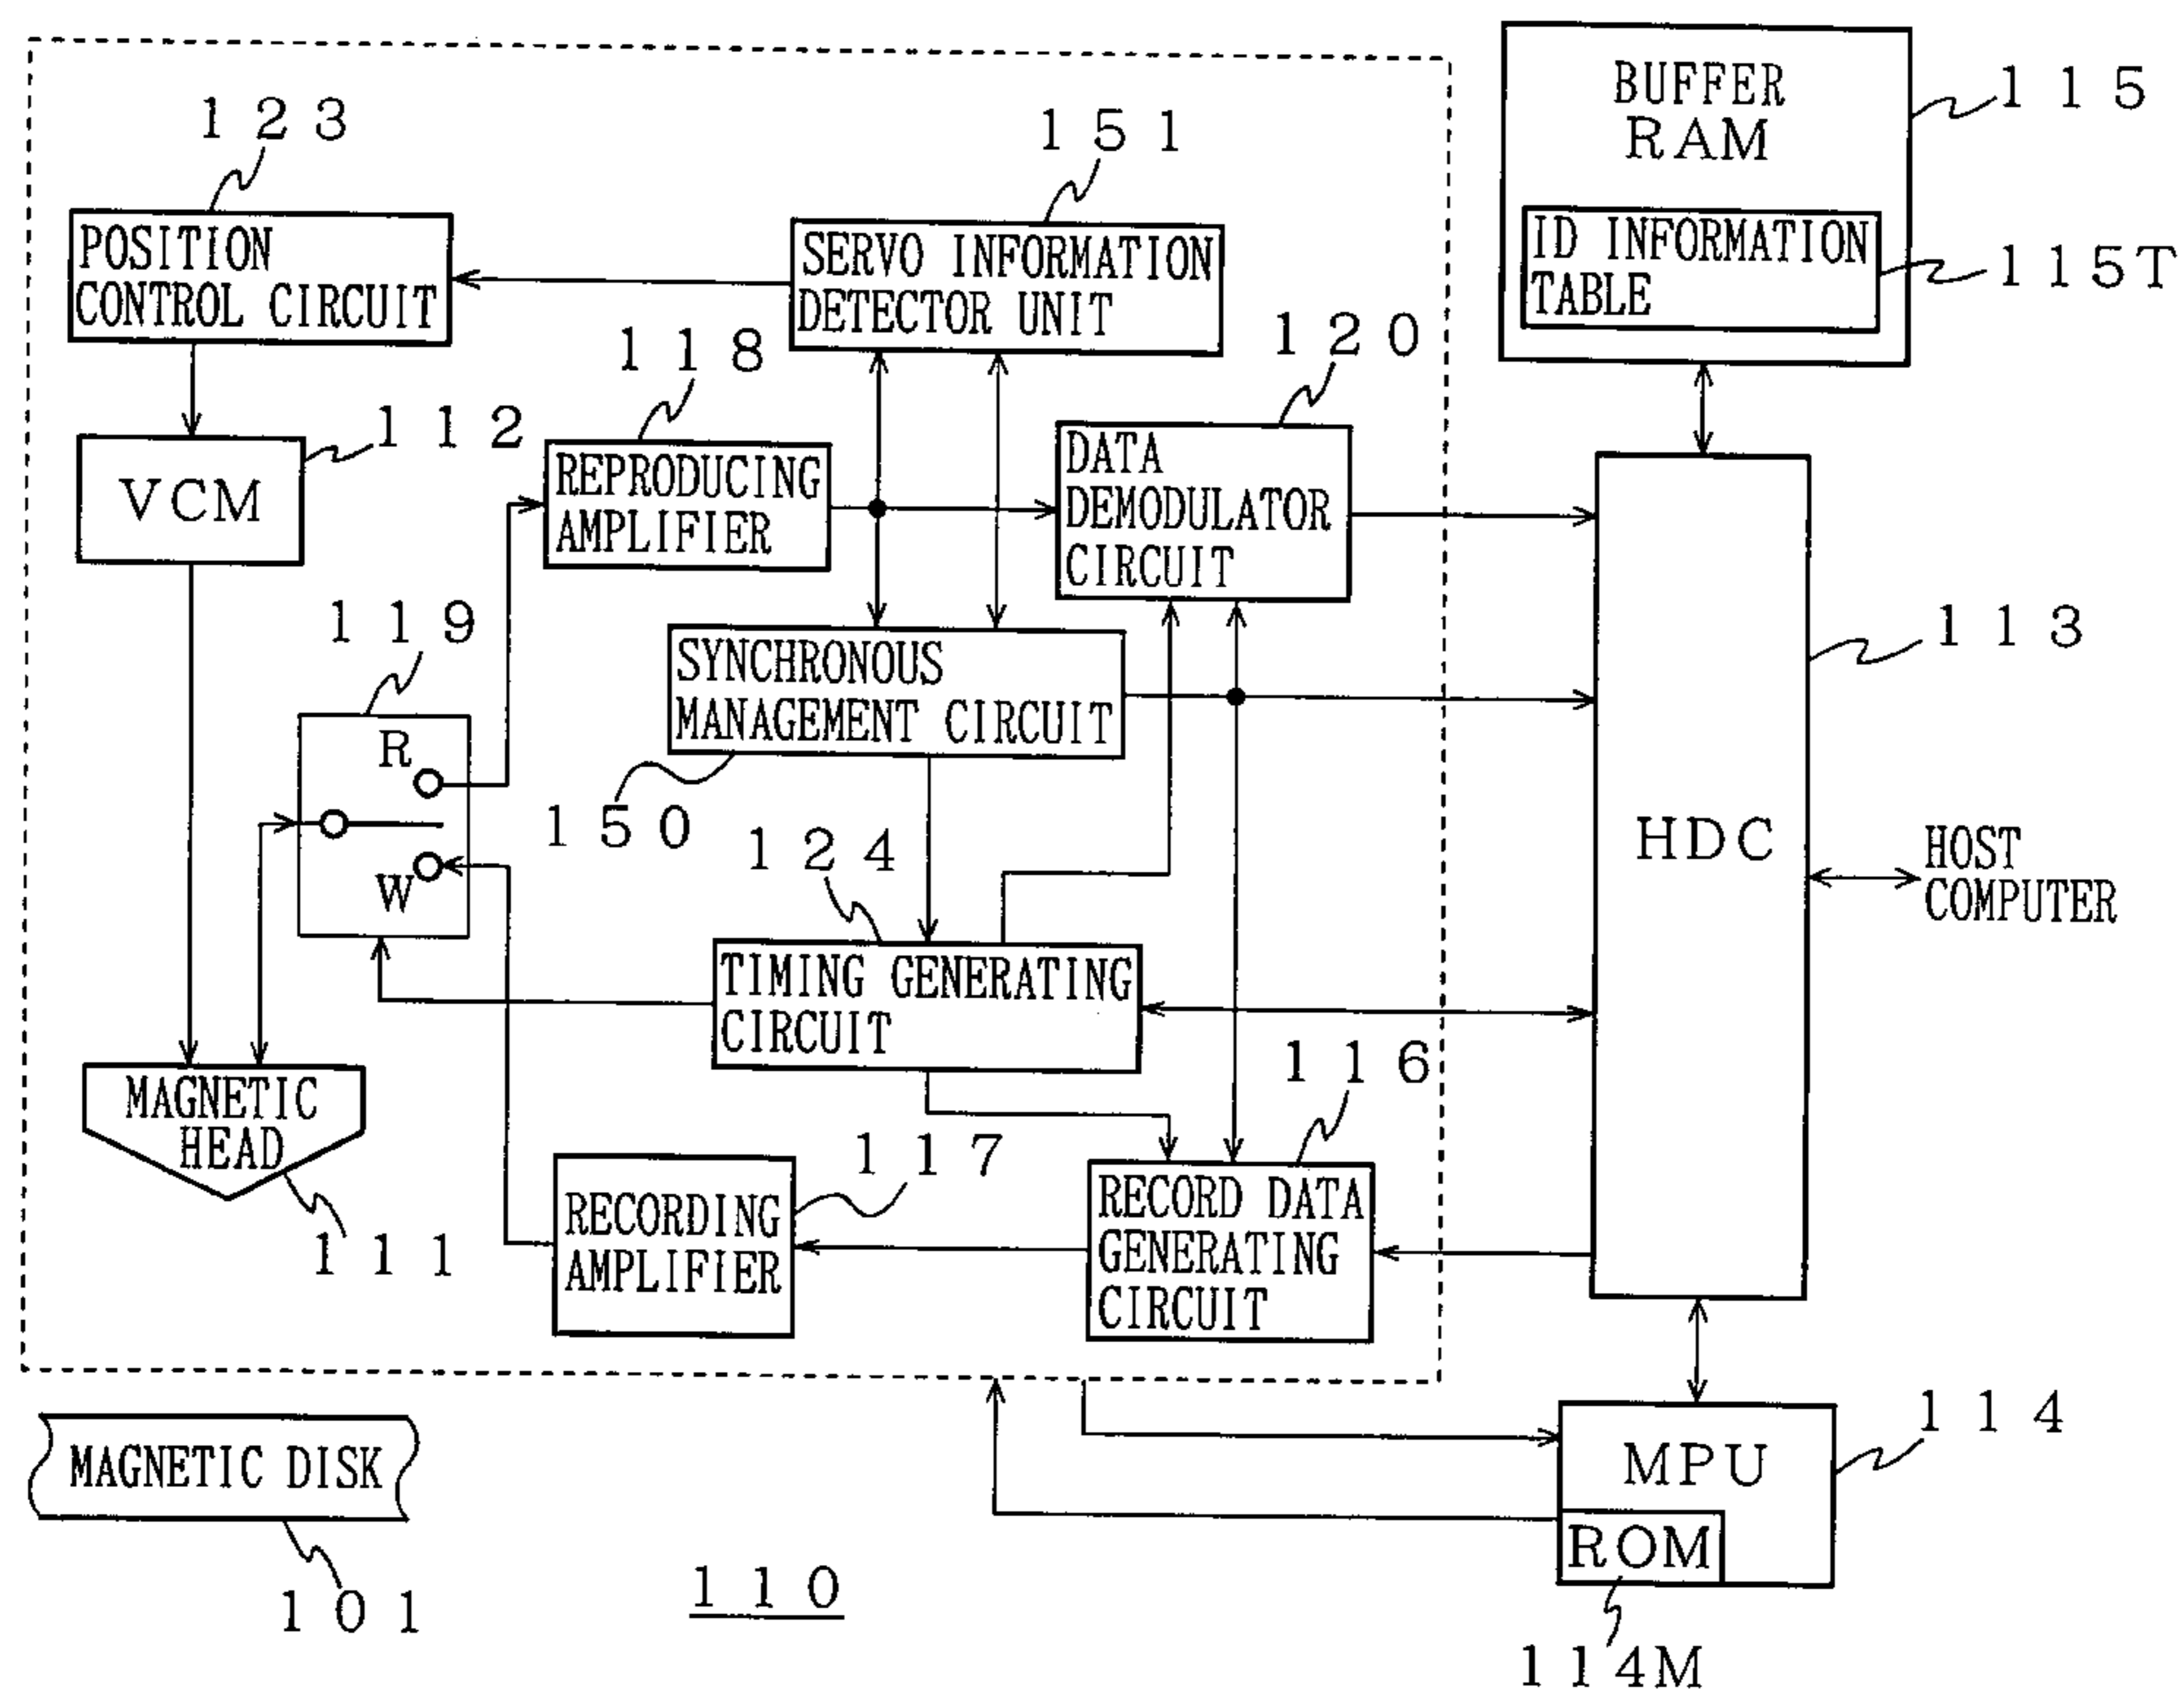 BUFFER
RAM
115
ID INFORMATION
TABLE
115T
123
151
POSITION
CONTROL CIRCUIT
SERVO INFORMATION
DETECTOR UNIT
118
120
112
VCM
REPRODUCING
AMPLIFIER
DATA
DEMODULATOR
CIRCUIT
119
113
SYNCHRONOUS
MANAGEMENT CIRCUIT
R
W
150
124
HDC
HOST
COMPUTER
TIMING GENERATING
CIRCUIT
116
MAGNETIC
HEAD
111
117
RECORDING
AMPLIFIER
RECORD DATA
GENERATING
CIRCUIT
MAGNETIC DISK
101
110
114
MPU
ROM
114M